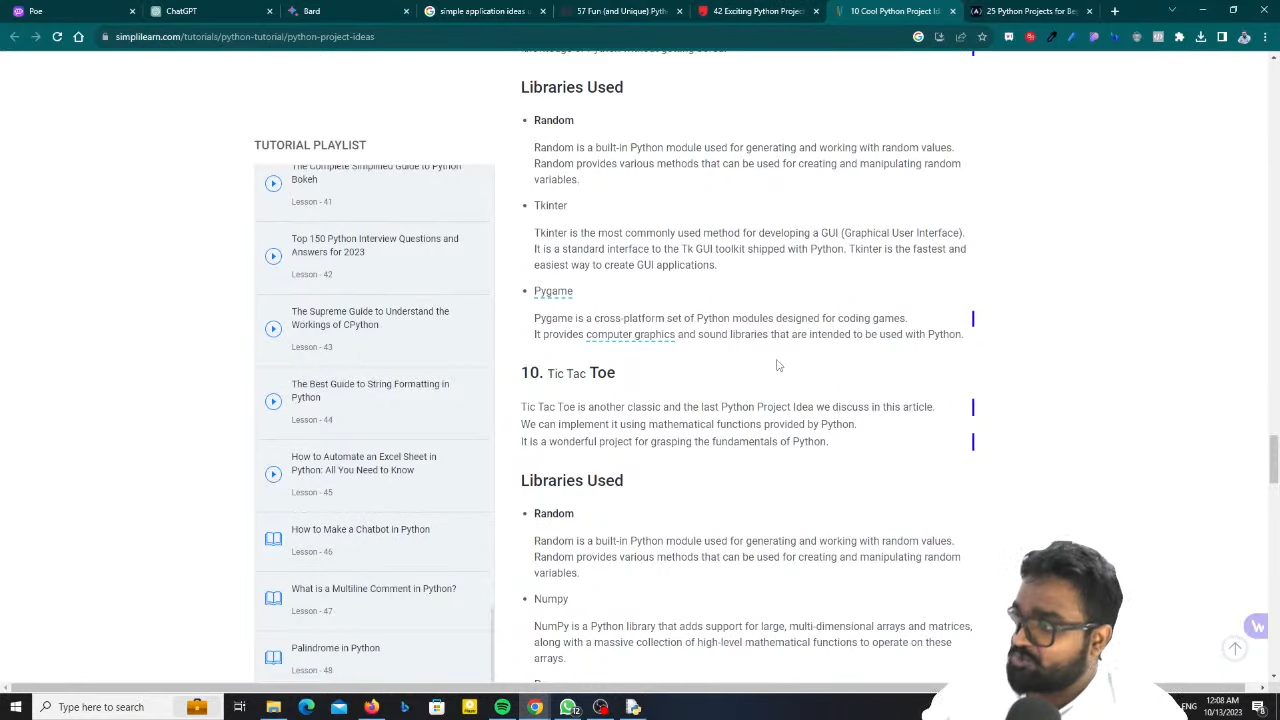 Poe
ChatGPT
Bard
simple application ideas u
57 Fun (and Unique) Pyth
42 Exciting Python Project
10 Cool Python Project Id
25 Python Projects for Be
simplilearn.com/tutorials/python-tutorial/python-project-ideas
Libraries Used
Random
Random is a built-in Python module used for generating and working with random values.
Random provides various methods that can be used for creating and manipulating random
variables.
Tkinter
Tkinter is the most commonly used method for developing a GUI (Graphical User Interface).
It is a standard interface to the Tk GUI toolkit shipped with Python. Tkinter is the fastest and
easiest way to create GUI applications.
Pygame
Pygame is a cross-platform set of Python modules designed for coding games.
It provides computer graphics and sound libraries that are intended to be used with Python.
10. Tic Tac Toe
Tic Tac Toe is another classic and the last Python Project Idea we discuss in this article.
We can implement it using mathematical functions provided by Python.
It is a wonderful project for grasping the fundamentals of Python.
Libraries Used
Random
Random is a built-in Python module used for generating and working with random values.
Random provides various methods that can be used for creating and manipulating random
variables.
Numpy
NumPy is a Python library that adds support for large, multi-dimensional arrays and matrices,
along with a massive collection of high-level mathematical functions to operate on these
arrays.
TUTORIAL PLAYLIST
The Complete Simplified Guide to Python
Bokeh
Lesson - 41
Top 150 Python Interview Questions and
Answers for 2023
Lesson - 42
The Supreme Guide to Understand the
Workings of CPython
Lesson - 43
The Best Guide to String Formatting in
Python
Lesson - 44
How to Automate an Excel Sheet in
Python: All You Need to Know
Lesson - 45
How to Make a Chatbot in Python
Lesson - 46
What is a Multiline Comment in Python?
Lesson - 47
Palindrome in Python
Lesson - 48
Type here to search
12
ENG
12:08 AM
10/13/2023